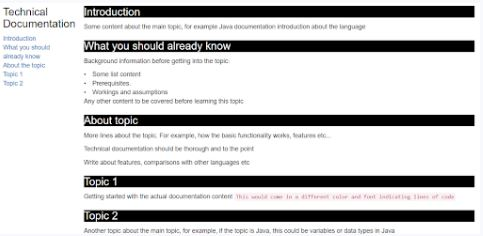 Technical
Documentation
Introduction
What you should
already know
About the topic
Topic 1
Topic 2
Introduction
Some content about the main topic, for example Java documentation introduction about the language
What you should already know
Background information before getting into the topic
• Some list content
• Prerequisites.
• Workings and assumptions
Any other content to be covered before learning this topic
About topic
More lines about the topic. For example, how the basic functionality works, features etc...
Technical documentation should be thorough and to the point
Write about features, comparisons with other languages etc
Topic 1
Getting started with the actual documentation content This would come in a different color and font indicating lines of code
Topic 2
Another topic about the main topic, for example, if the topic is Java, this could be variables or data types in Java